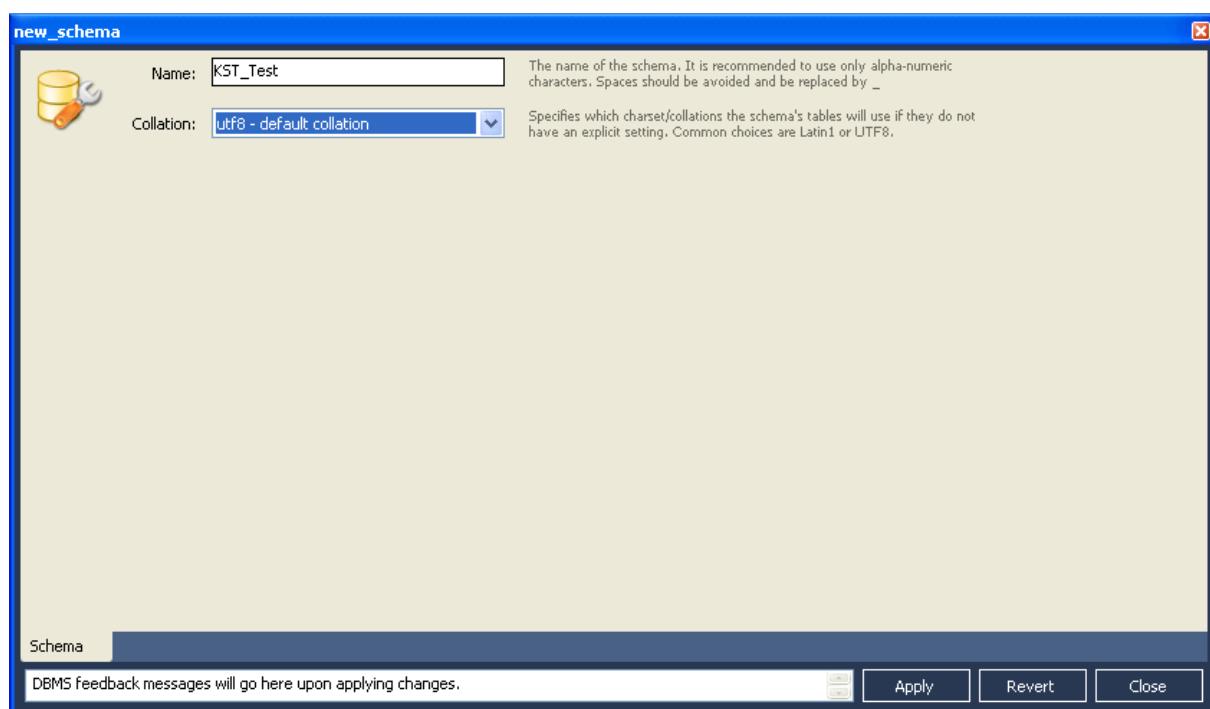 new_schema
Name:
KST_Test
The name of the schema. It is recommended to use only alpha-numeric
characters. Spaces should be avoided and be replaced by _
Collation:
utf8 - default collation
Specifies which charset/collations the schema's tables will use if they do not
have an explicit setting. Common choices are Latin1 or UTF8.
Schema
DBMS feedback messages will go here upon applying changes.
Apply
Revert
Close